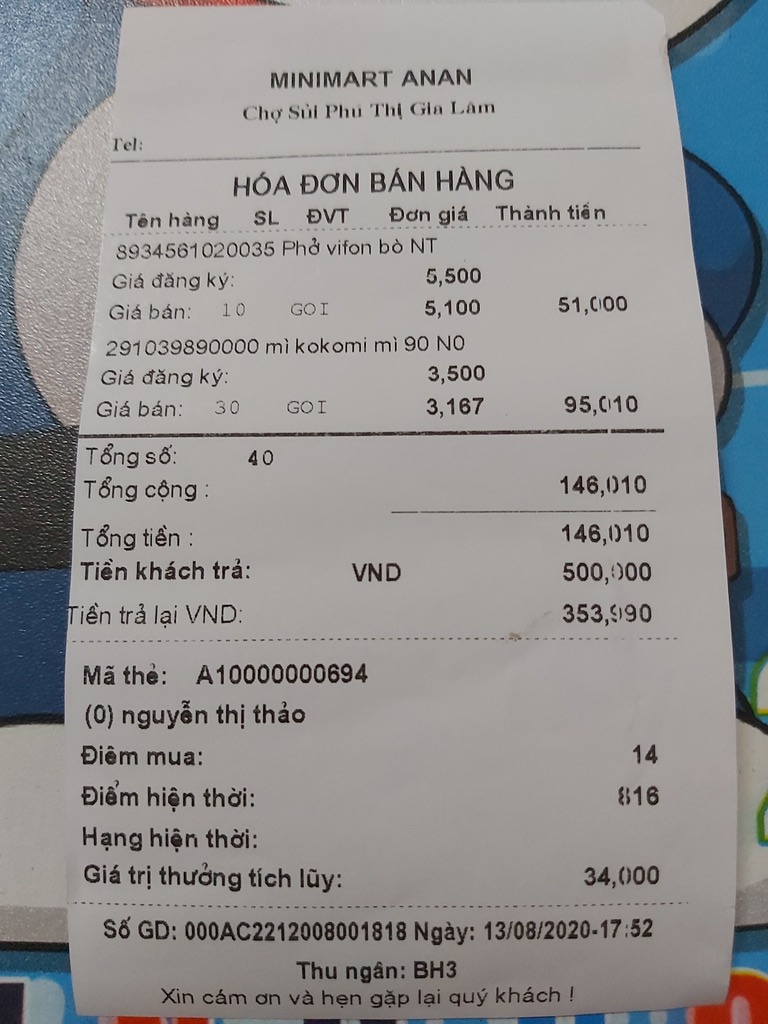 MINIMART ANAN
Chợ Sủi Phú Thị Gia Lâm
Tel:
HÓA ĐƠN BÁN HÀNG
Tên hàng SL ĐVT Đơn giá Thành tiền
8934561020035 Phở vifon bò NT
Giá đăng ký: 5,500
Giá bán: 10 GOI 5,100 51,000
291039890000 mì kokomi mì 90 N0
Giá đăng ký: 3,500
Giá bán: 30 GOI 3,167 95,010
Tổng số: 40
Tổng cộng : 146,010
Tổng tiền : 146,010
Tiền khách trả: VND 500,000
Tiền trả lại VND: 353,990
Mã thẻ: A10000000694
(0) nguyễn thị thảo
Điểm mua: 14
Điểm hiện thời: 816
Hạng hiện thời:
Giá trị thưởng tích lũy: 34,000
Số GD: 000AC2212008001818 Ngày: 13/08/2020-17:52
Thu ngân: BH3
Xin cám ơn và hẹn gặp lại quý khách !